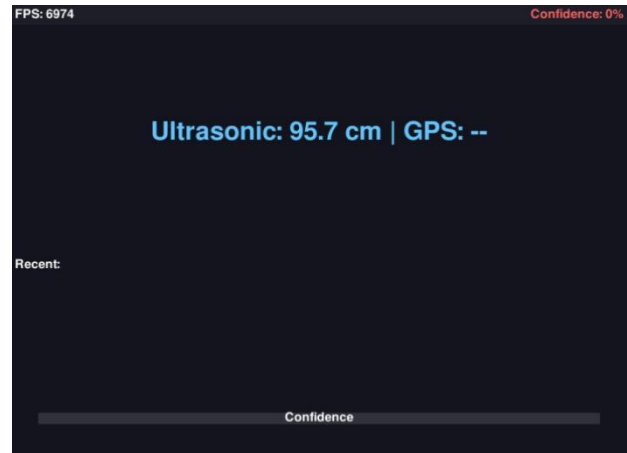 FPS: 6974
Confidence: 0%
Ultrasonic: 95.7 cm | GPS: --
Recent:
Confidence